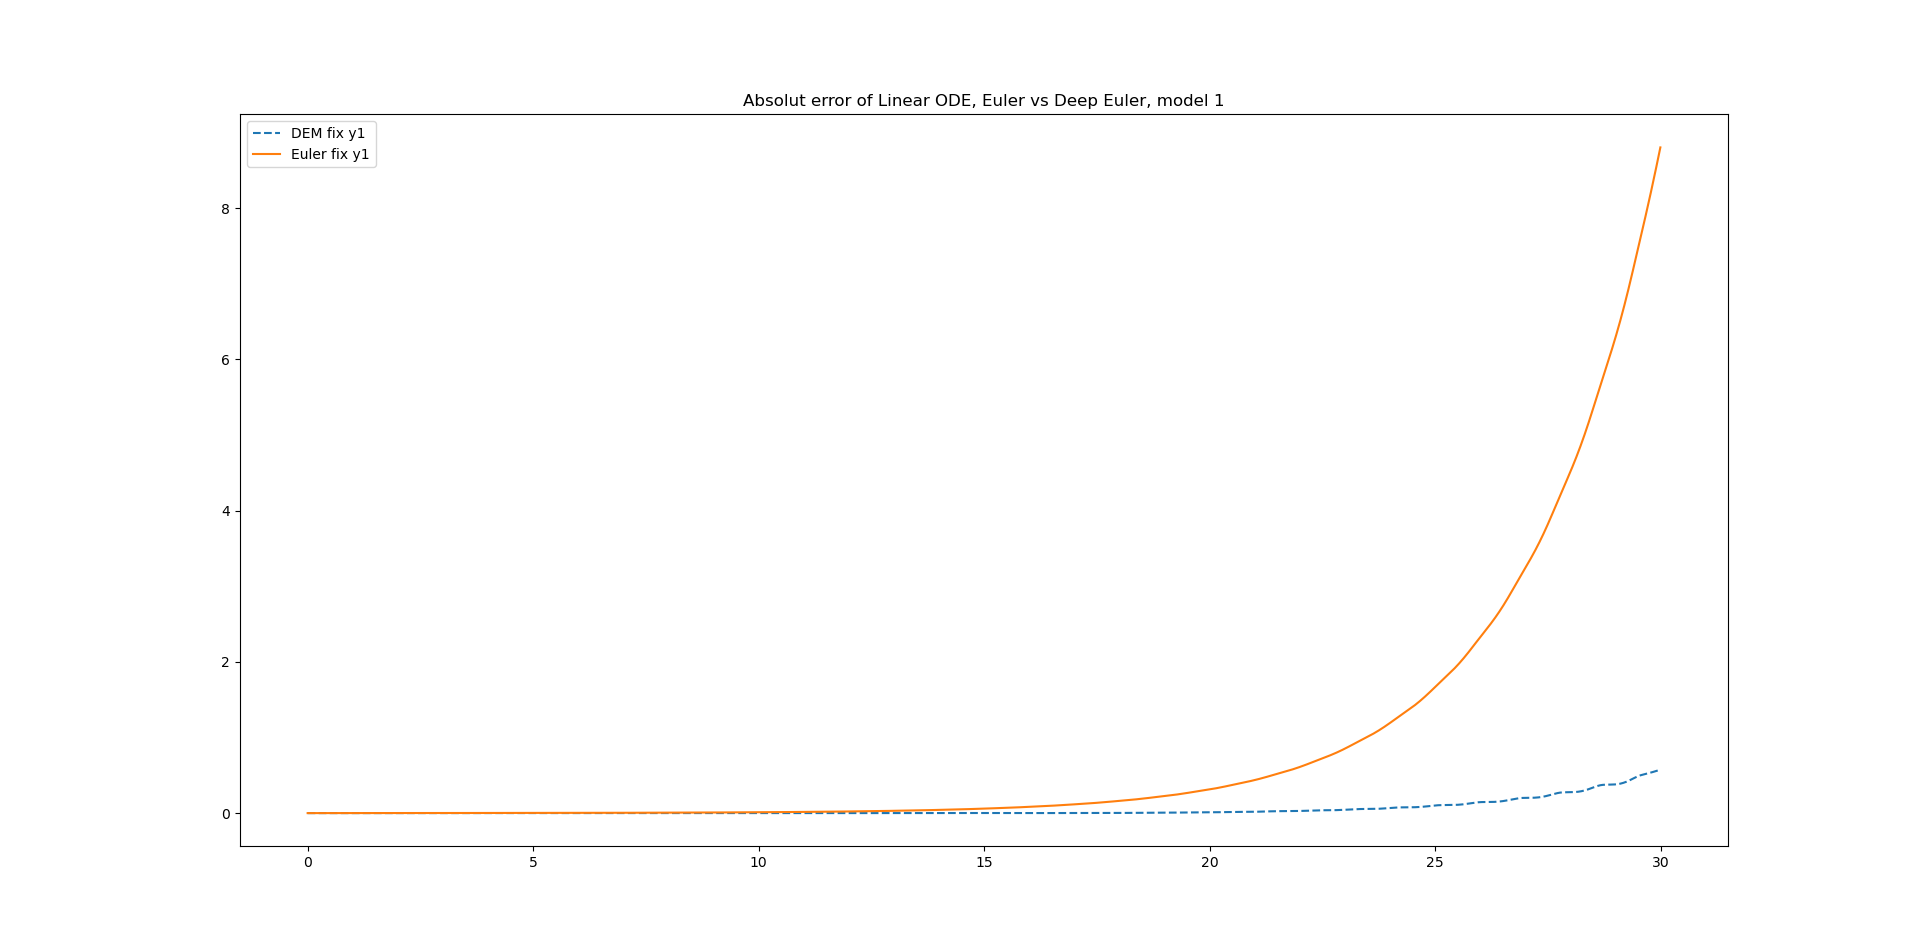 Absolut error of Linear ODE, Euler vs Deep Euler, model 1
DEM fix y1
Euler fix y1
8
6
4
2
0
0 5 10 15 20 25 30